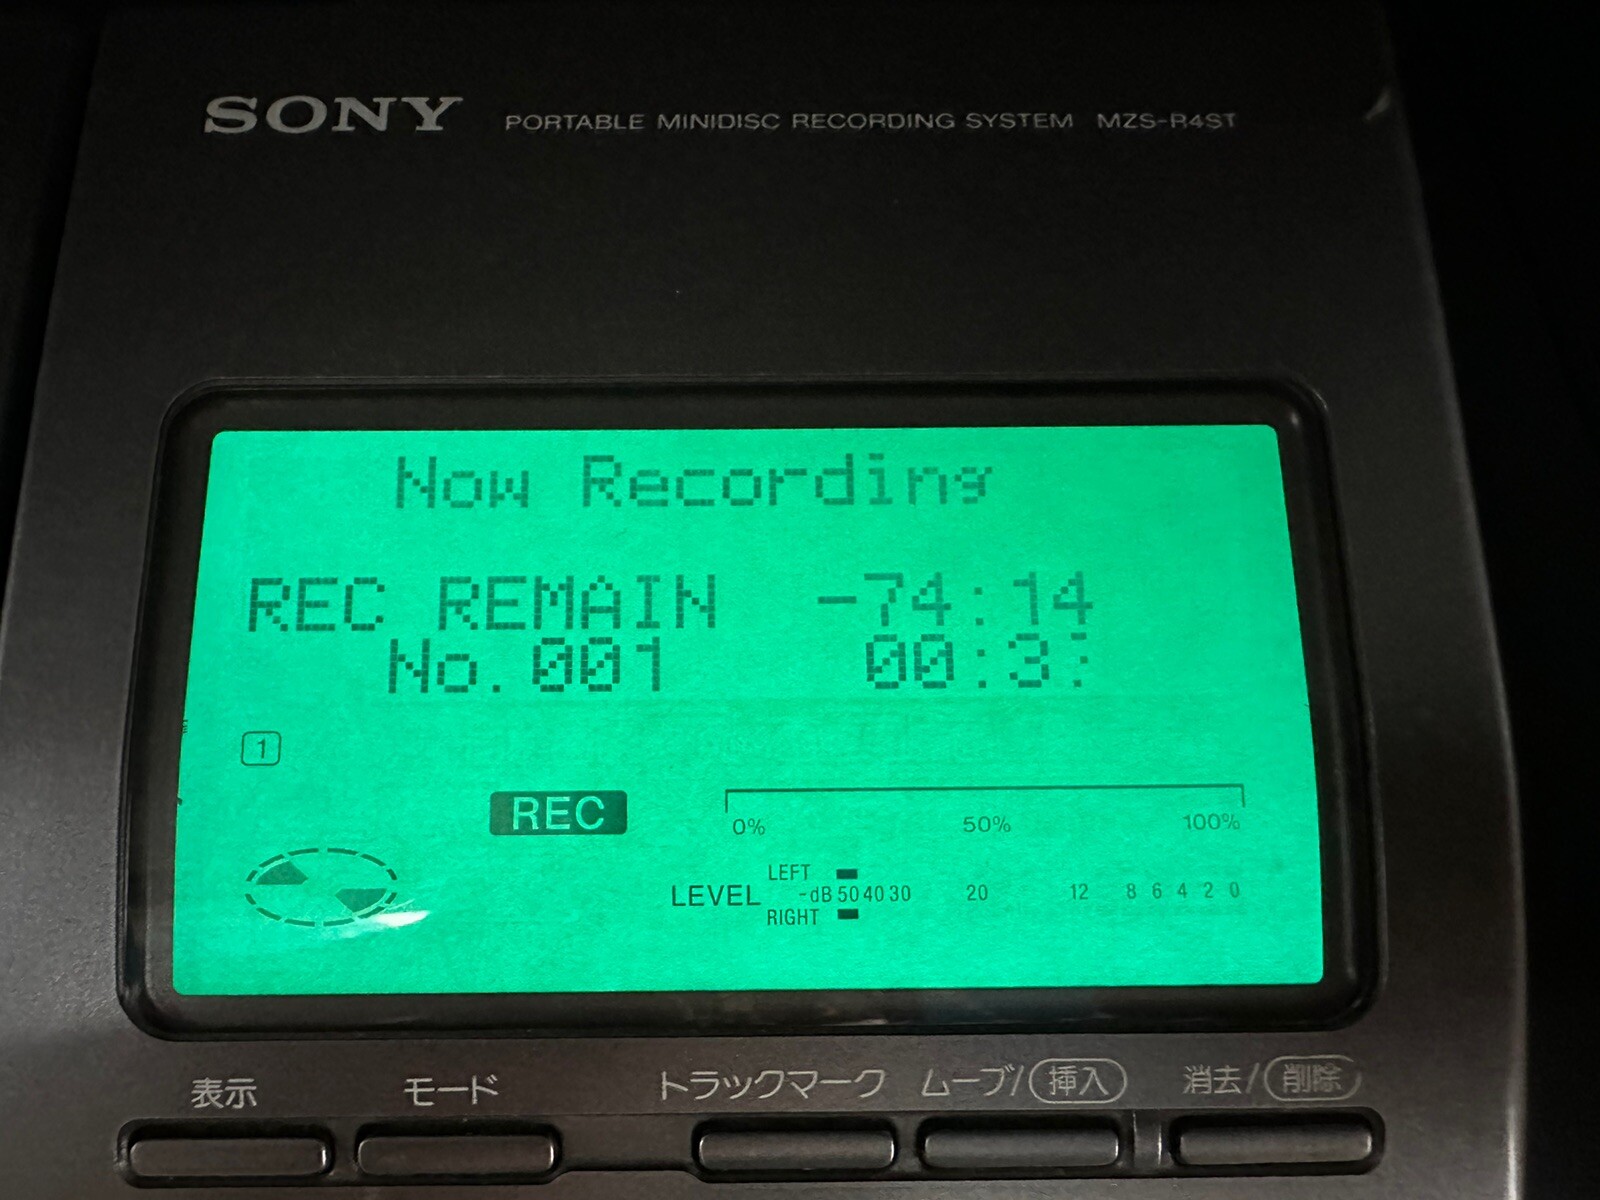 SONY PORTABLE MINIDISC RECORDING SYSTEM MZS-R4ST
Now Recording
REC REMAIN -74:14
No.001 00:3
1
REC
0% 50% 100%
LEFT
LEVEL -dB 50 40 30 20 12 8 6 4 2 0
RIGHT
表示 モード トラックマーク ムーブ/挿入 消去/削除